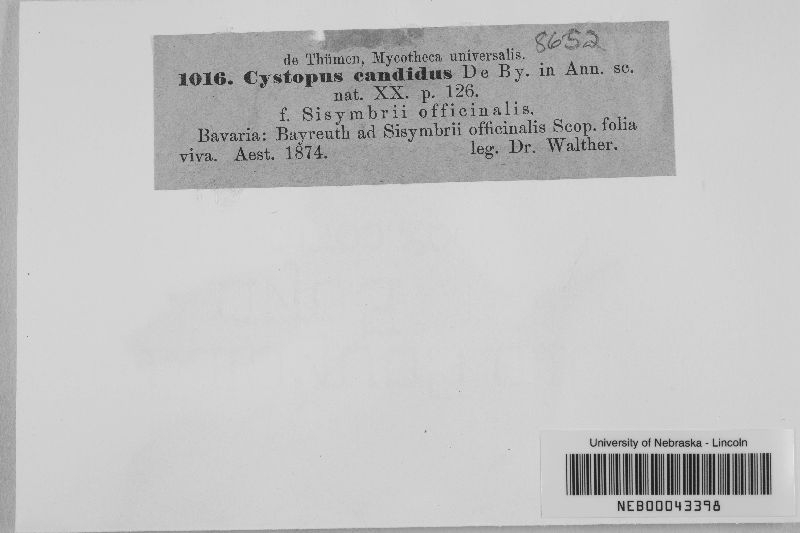 de Thümen, Mycotheca universalis. 8652
1016. Cystopus candidus De By. in Ann. sc.
nat. XX. p. 126.
f. Sisymbrii officinalis.
Bavaria: Bayreuth ad Sisymbrii officinalis Scop. folia
viva. Aest. 1874. leg. Dr. Walther.
University of Nebraska - Lincoln
NEB00043398